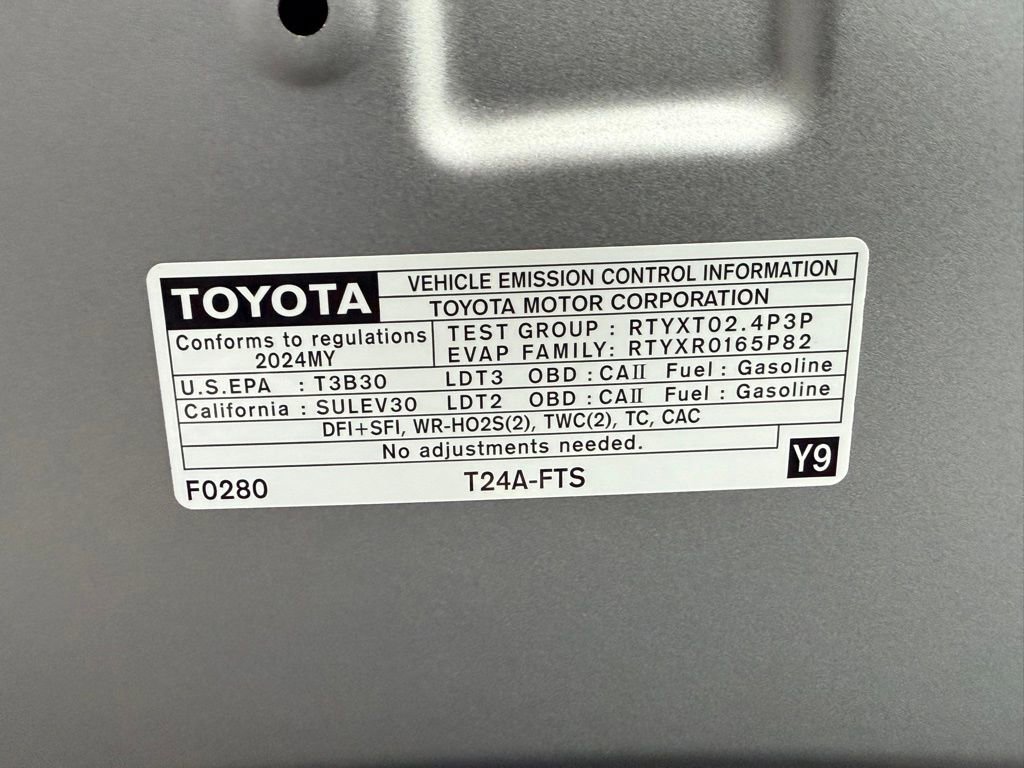 TOYOTA
VEHICLE EMISSION CONTROL INFORMATION
TOYOTA MOTOR CORPORATION
Conforms to regulations
2024MY
TEST GROUP : RTYXT02.4P3P
EVAP FAMILY: RTYXR0165P82
U.S.EPA : T3B30 LDT3 OBD : CAII Fuel : Gasoline
California : SULEV30 LDT2 OBD : CAII Fuel : Gasoline
DFI+SFI, WR-HO2S(2), TWC(2), TC, CAC
No adjustments needed.
F0280 T24A-FTS Y9